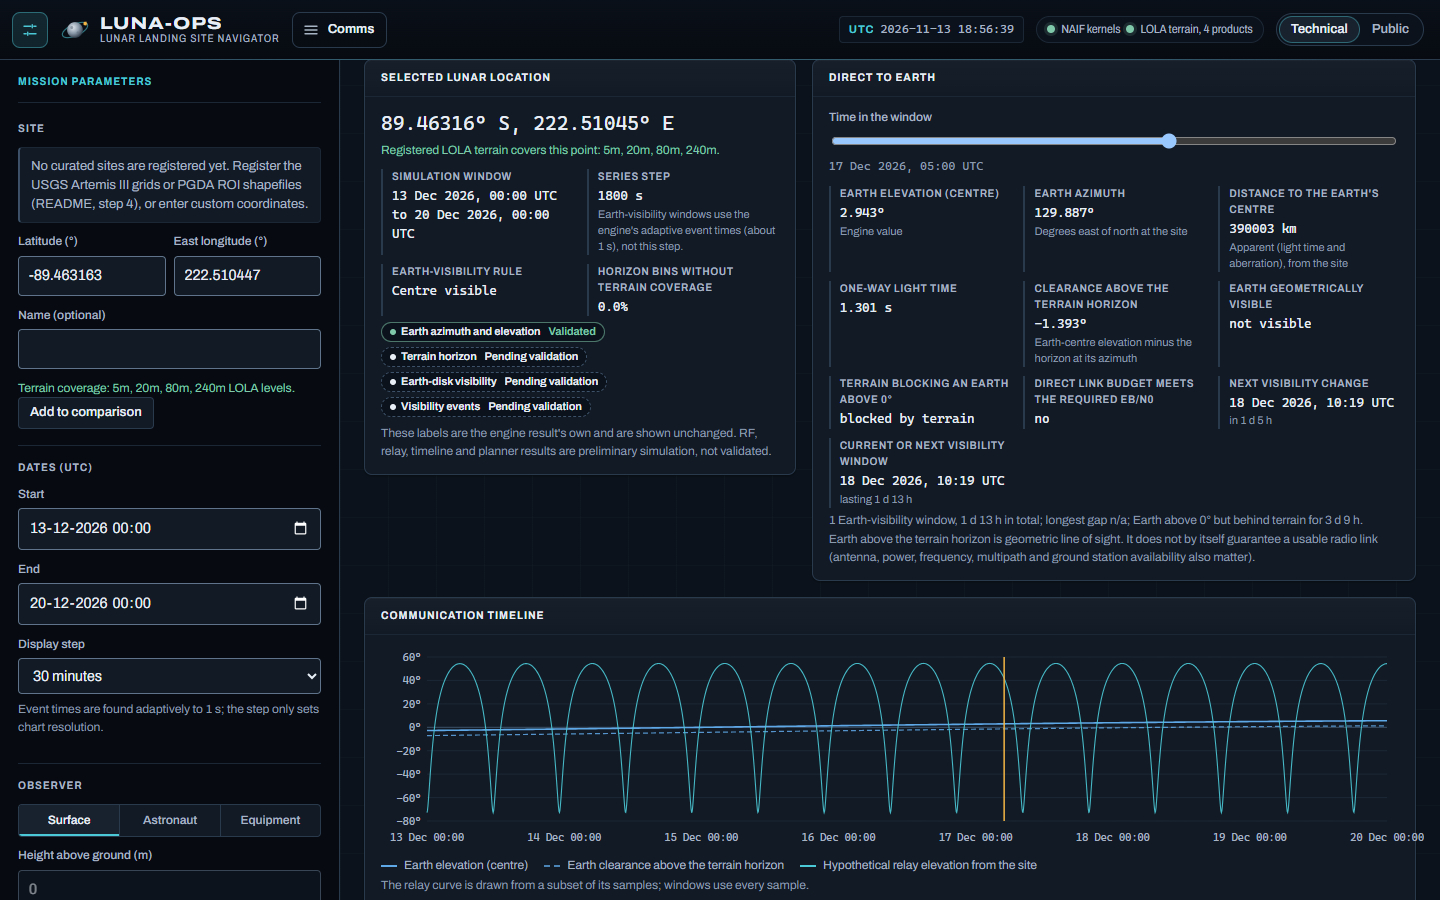 LUNA-OPS
LUNAR LANDING SITE NAVIGATOR
Comms
UTC 2026-11-13 18:56:39
NAIF kernels
LOLA terrain, 4 products
Technical
Public
MISSION PARAMETERS
SITE
No curated sites are registered yet. Register the
USGS Artemis III grids or PGDA ROI shapefiles
(README, step 4), or enter custom coordinates.
Latitude (°)
East longitude (°)
-89.463163
222.510447
Name (optional)
Terrain coverage: 5m, 20m, 80m, 240m LOLA levels.
Add to comparison
DATES (UTC)
Start
13-12-2026 00:00
End
20-12-2026 00:00
Display step
30 minutes
Event times are found adaptively to 1 s; the step only sets
chart resolution.
OBSERVER
Surface
Astronaut
Equipment
Height above ground (m)
0
SELECTED LUNAR LOCATION
89.46316° S, 222.51045° E
Registered LOLA terrain covers this point: 5m, 20m, 80m, 240m.
SIMULATION WINDOW
13 Dec 2026, 00:00 UTC
to 20 Dec 2026, 00:00
UTC
SERIES STEP
1800 s
Earth-visibility windows use the
engine's adaptive event times (about
1 s), not this step.
EARTH-VISIBILITY RULE
Centre visible
HORIZON BINS WITHOUT
TERRAIN COVERAGE
0.0%
Earth azimuth and elevation Validated
Terrain horizon Pending validation
Earth-disk visibility Pending validation
Visibility events Pending validation
These labels are the engine result's own and are shown unchanged. RF,
relay, timeline and planner results are preliminary simulation, not validated.
DIRECT TO EARTH
Time in the window
17 Dec 2026, 05:00 UTC
EARTH ELEVATION (CENTRE)
2.943°
Engine value
EARTH AZIMUTH
129.887°
Degrees east of north at the site
DISTANCE TO THE EARTH'S
CENTRE
390003 km
Apparent (light time and
aberration), from the site
ONE-WAY LIGHT TIME
1.301 s
CLEARANCE ABOVE THE
TERRAIN HORIZON
−1.393°
Earth-centre elevation minus the
horizon at its azimuth
EARTH GEOMETRICALLY
VISIBLE
not visible
TERRAIN BLOCKING AN EARTH
ABOVE 0°
blocked by terrain
DIRECT LINK BUDGET MEETS
THE REQUIRED EB/N0
no
NEXT VISIBILITY CHANGE
18 Dec 2026, 10:19 UTC
in 1 d 5 h
CURRENT OR NEXT VISIBILITY
WINDOW
18 Dec 2026, 10:19 UTC
lasting 1 d 13 h
1 Earth-visibility window, 1 d 13 h in total; longest gap n/a; Earth above 0° but behind terrain for 3 d 9 h.
Earth above the terrain horizon is geometric line of sight. It does not by itself guarantee a usable radio link
(antenna, power, frequency, multipath and ground station availability also matter).
COMMUNICATION TIMELINE
60°
40°
20°
0°
−20°
−40°
−60°
−80°
13 Dec 00:00
14 Dec 00:00
15 Dec 00:00
16 Dec 00:00
17 Dec 00:00
18 Dec 00:00
19 Dec 00:00
20 Dec 00:00
Earth elevation (centre)
Earth clearance above the terrain horizon
Hypothetical relay elevation from the site
The relay curve is drawn from a subset of its samples; windows use every sample.